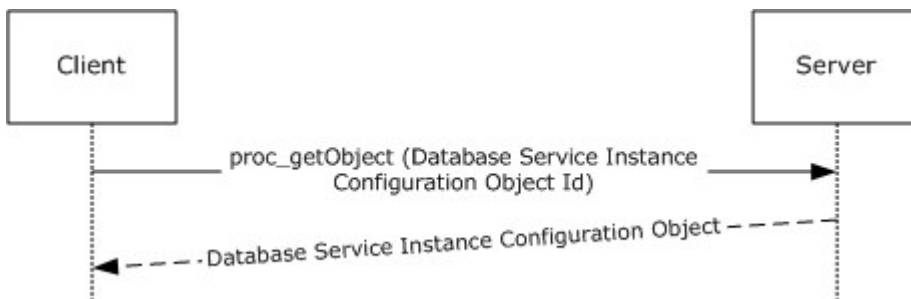 Client
Server
proc_getObject (Database Service Instance
Configuration Object Id)
Database Service Instance Configuration Object